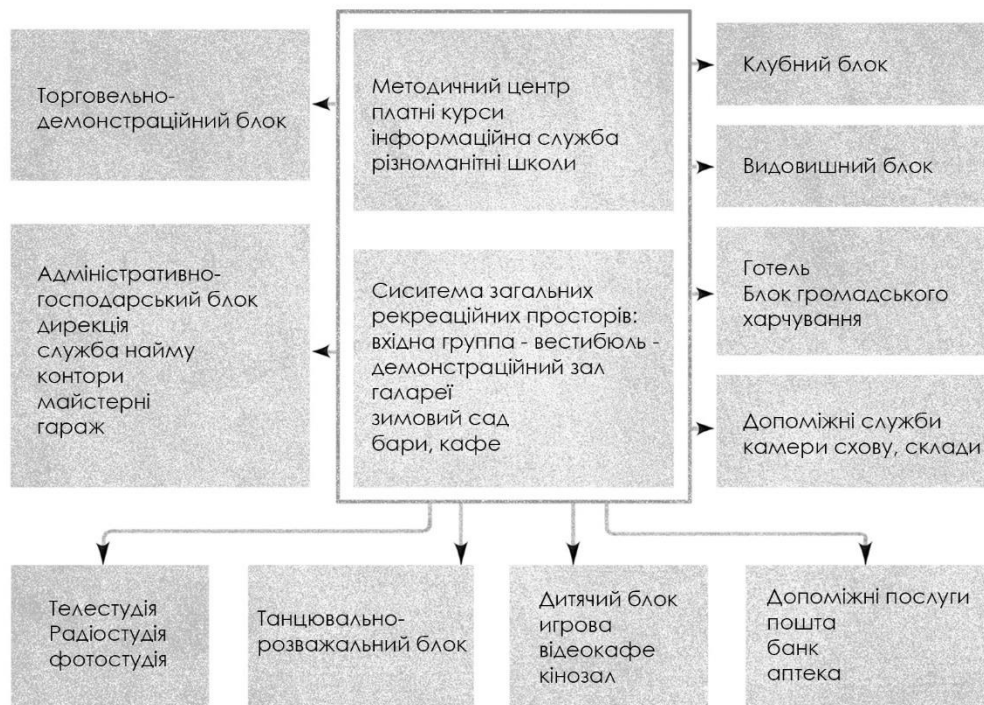 Торговельно-
демонстраційний блок
Методичний центр
платні курси
інформаційна служба
різноманітні школи
Клубний блок
Видовишний блок
Адміністративно-
господарський блок
дирекція
служба найму
контори
майстерні
гараж
Сиситема загальних
рекреаційних просторів:
вхідна группа - вестибюль -
демонстраційний зал
галареї
зимовий сад
бари, кафе
Готель
Блок громадського
харчування
Допоміжні служби
камери схову, склади
Телестудія
Радіостудія
фотостудія
Танцювально-
розважальний блок
Дитячий блок
игрова
відеокафе
кінозал
Допоміжні послуги
пошта
банк
аптека